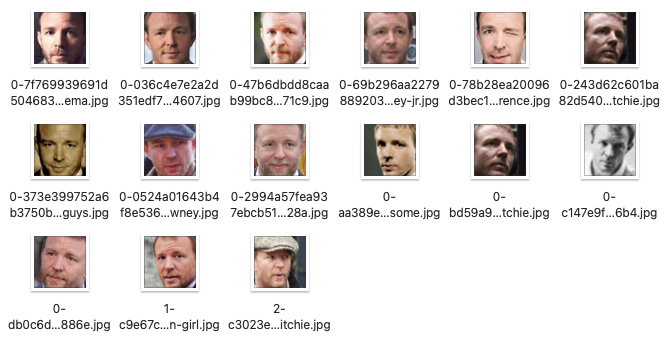 0-7f769939691d 0-036c4e7e2a2d 0-47b6dbdd8caa 0-69b296aa2279 0-78b28ea20096 0-243d62c601ba
504683...ema.jpg 351edf7...4607.jpg b99bc8...71c9.jpg 889203...ey-jr.jpg d3bec1...rence.jpg 82d540...tchie.jpg
0-373e399752a6 0-0524a01643b4 0-2994a57fea93 0- 0- 0-
b3750b...guys.jpg f8e536...wney.jpg 7ebcb51...28a.jpg aa389e...some.jpg bd59a9...tchie.jpg c147e9f...6b4.jpg
0- 1- 2-
db0c6d...886e.jpg c9e67c...n-girl.jpg c3023e...itchie.jpg